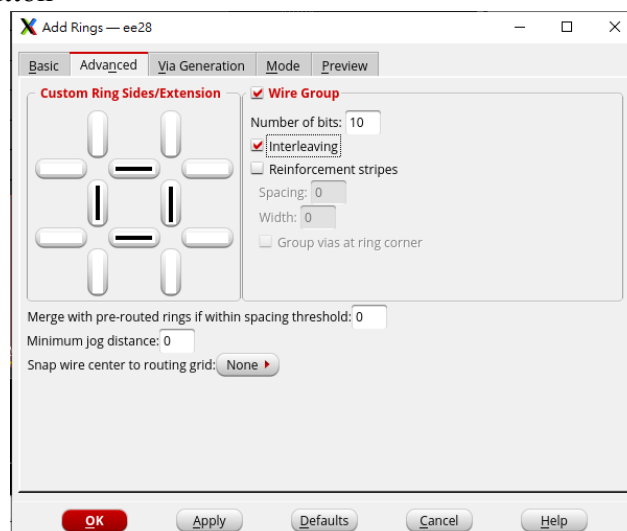 Add Rings — ee28
Basic Advanced Via Generation Mode Preview
Custom Ring Sides/Extension
Wire Group
Number of bits: 10
Interleaving
Reinforcement stripes
Spacing: 0
Width: 0
Group vias at ring corner
Merge with pre-routed rings if within spacing threshold: 0
Minimum jog distance: 0
Snap wire center to routing grid: None
OK Apply Defaults Cancel Help